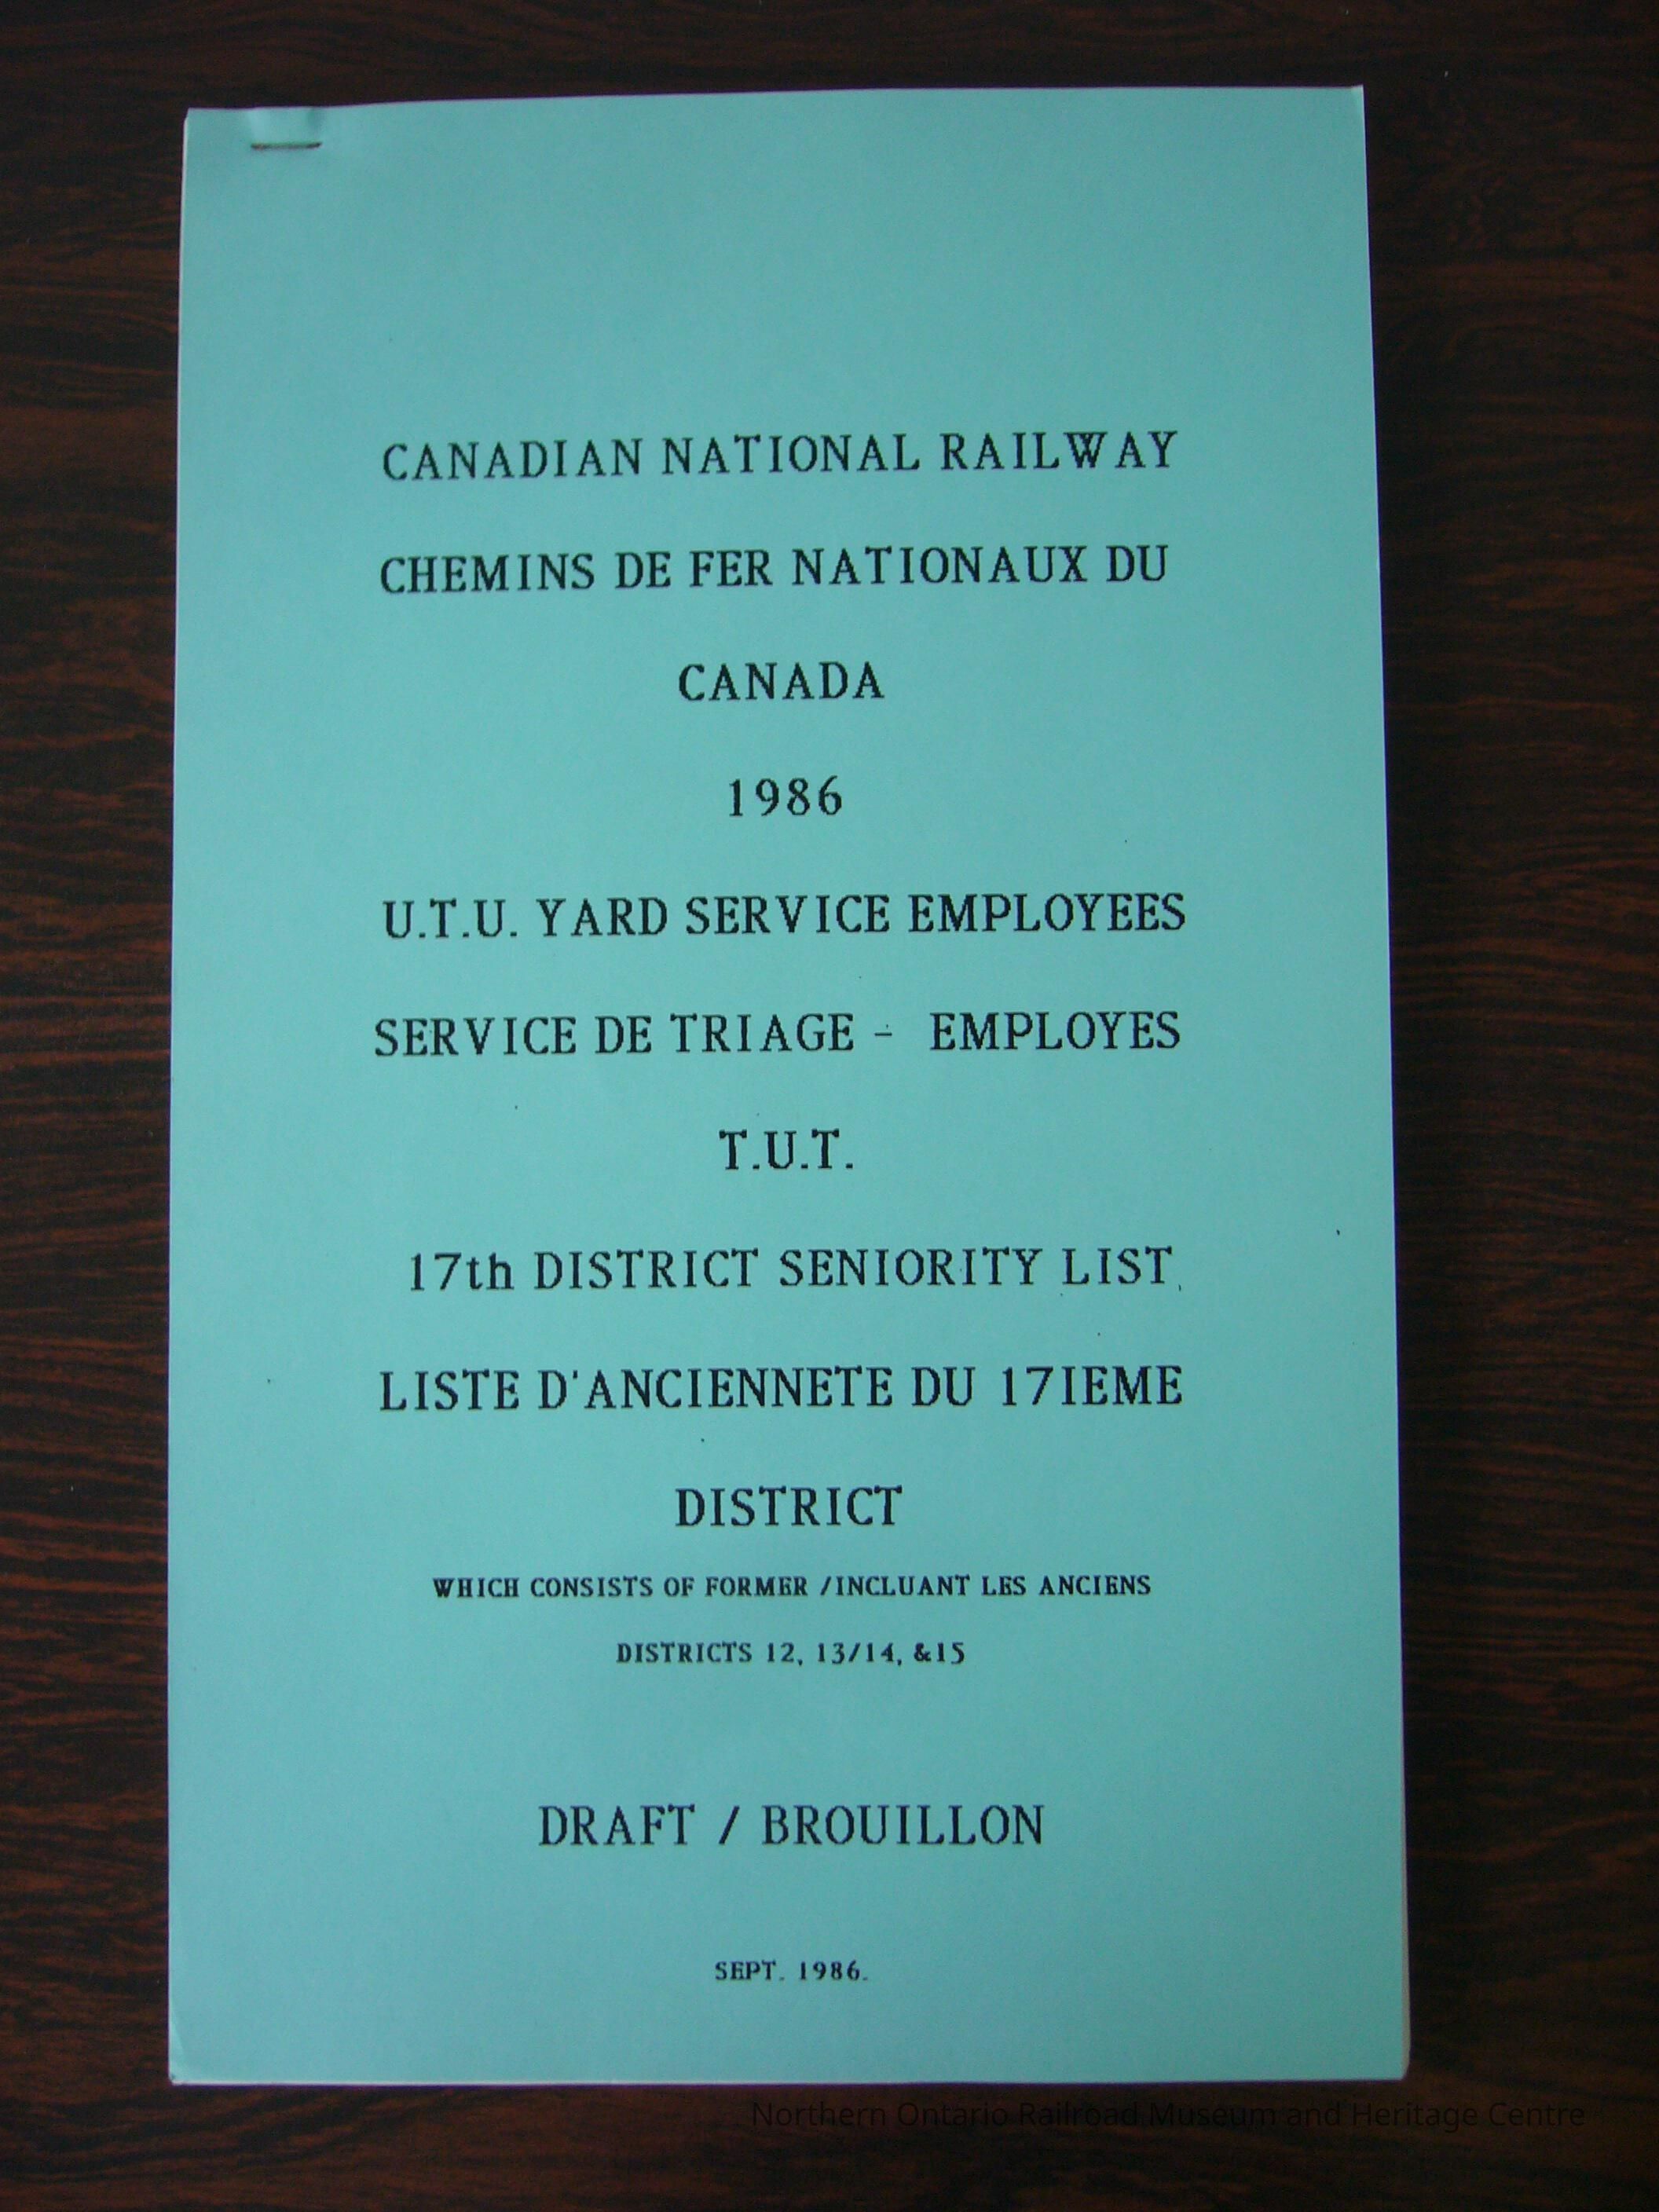 CANADIAN NATIONAL RAILWAY
CHEMINS DE FER NATIONAUX DU
CANADA
1986
U.T.U. YARD SERVICE EMPLOYEES
SERVICE DE TRIAGE - EMPLOYES
T.U.T.
17th DISTRICT SENIORITY LIST
LISTE D'ANCIENNETE DU 17IEME
DISTRICT
WHICH CONSISTS OF FORMER /INCLUANT LES ANCIENS
DISTRICTS 12, 13/14, &15
DRAFT / BROUILLON
SEPT. 1986.
Northern Ontario Railroad Museum and Heritage Centre